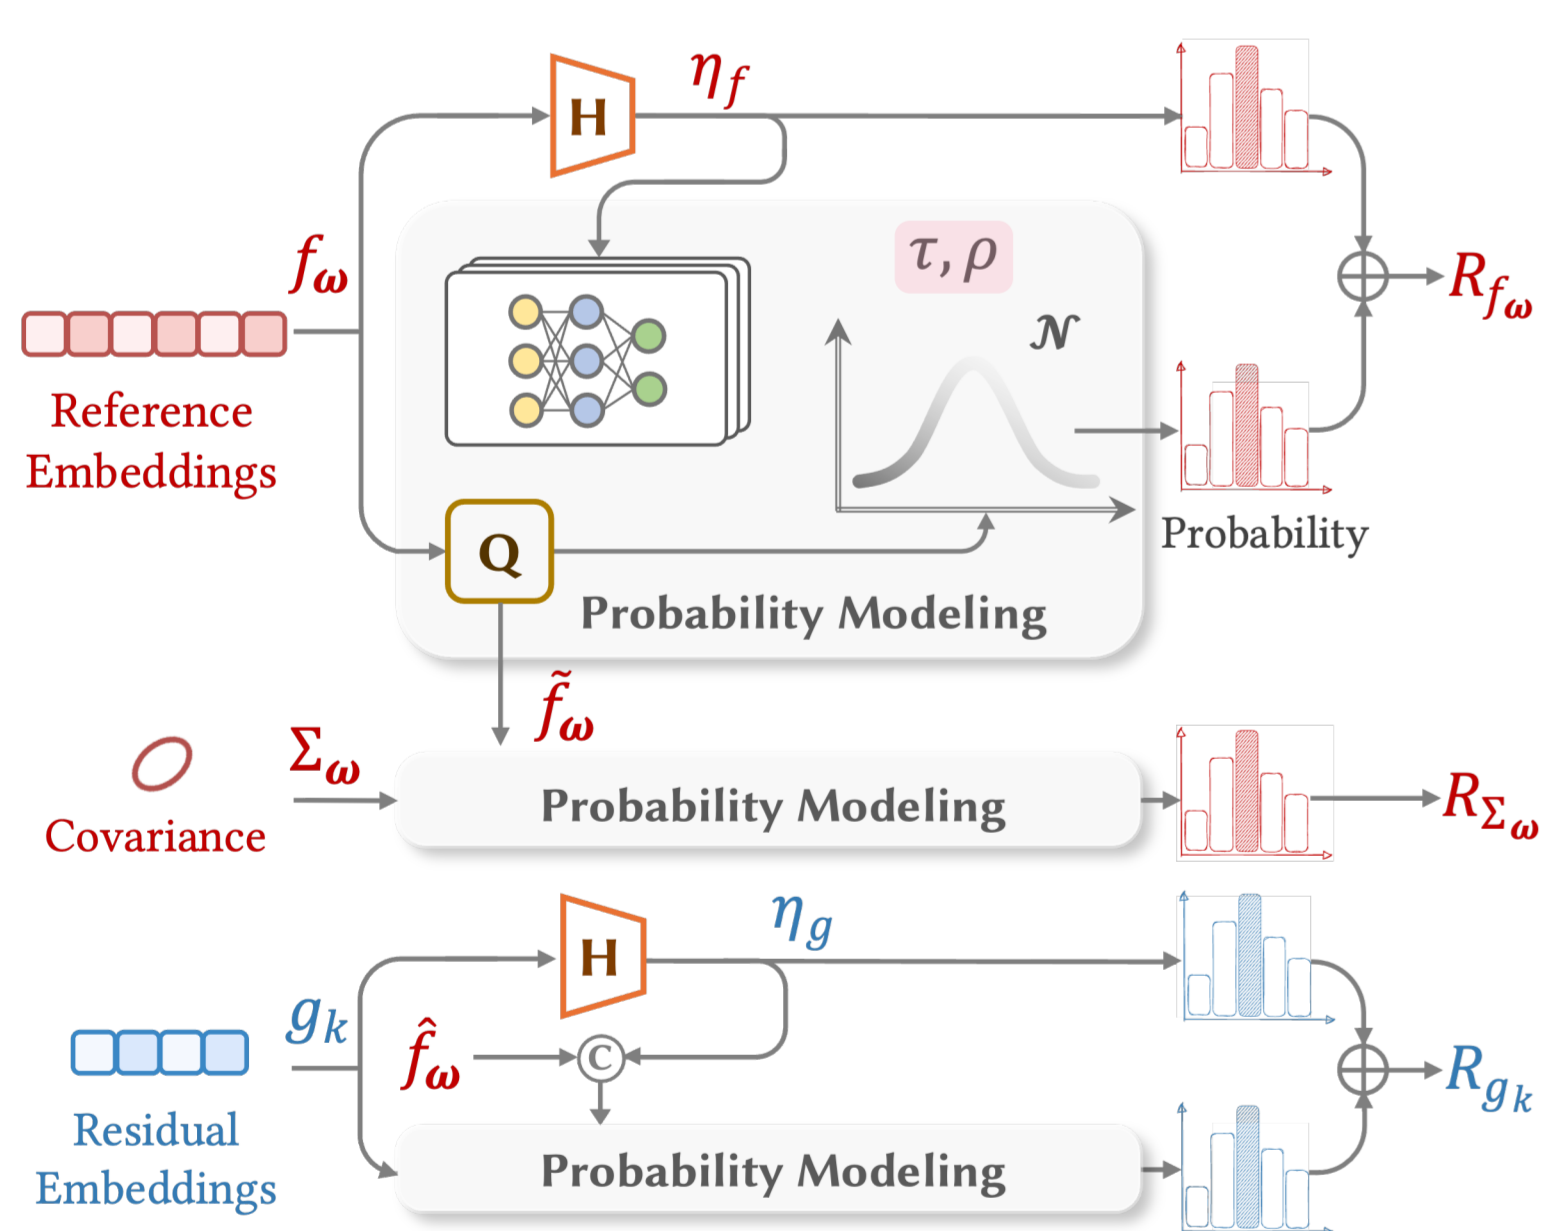 H
η_f
f_ω
τ, ρ
R_{f_ω}
𝒩
Reference
Embeddings
Q
Probability
Probability Modeling
f̃_ω
Σ_ω
Probability Modeling
R_{Σ_ω}
Covariance
H
η_g
g_k
f̂_ω
C
R_{g_k}
Residual
Embeddings
Probability Modeling